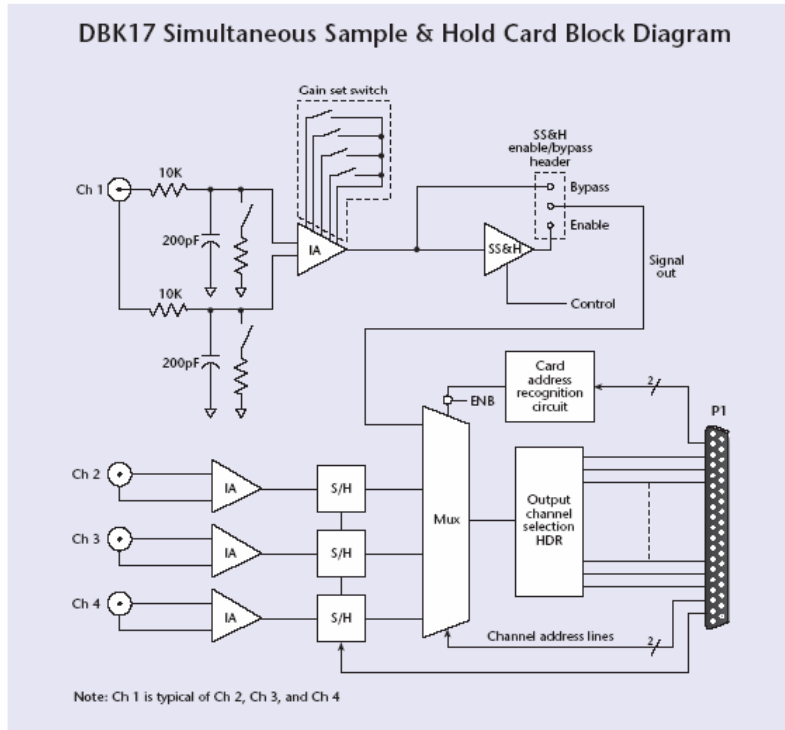 DBK17 Simultaneous Sample & Hold Card Block Diagram
Gain set switch
SS&H
enable/bypass
header
10K
Ch 1
Bypass
200pF
IA
SS&H
Enable
Signal
out
10K
Control
200pF
Card
address
recognition
circuit
2
ENB
P1
Ch 2
IA
S/H
Mux
Output
channel
selection
HDR
Ch 3
IA
S/H
Ch 4
IA
S/H
Channel address lines
2
Note: Ch 1 is typical of Ch 2, Ch 3, and Ch 4